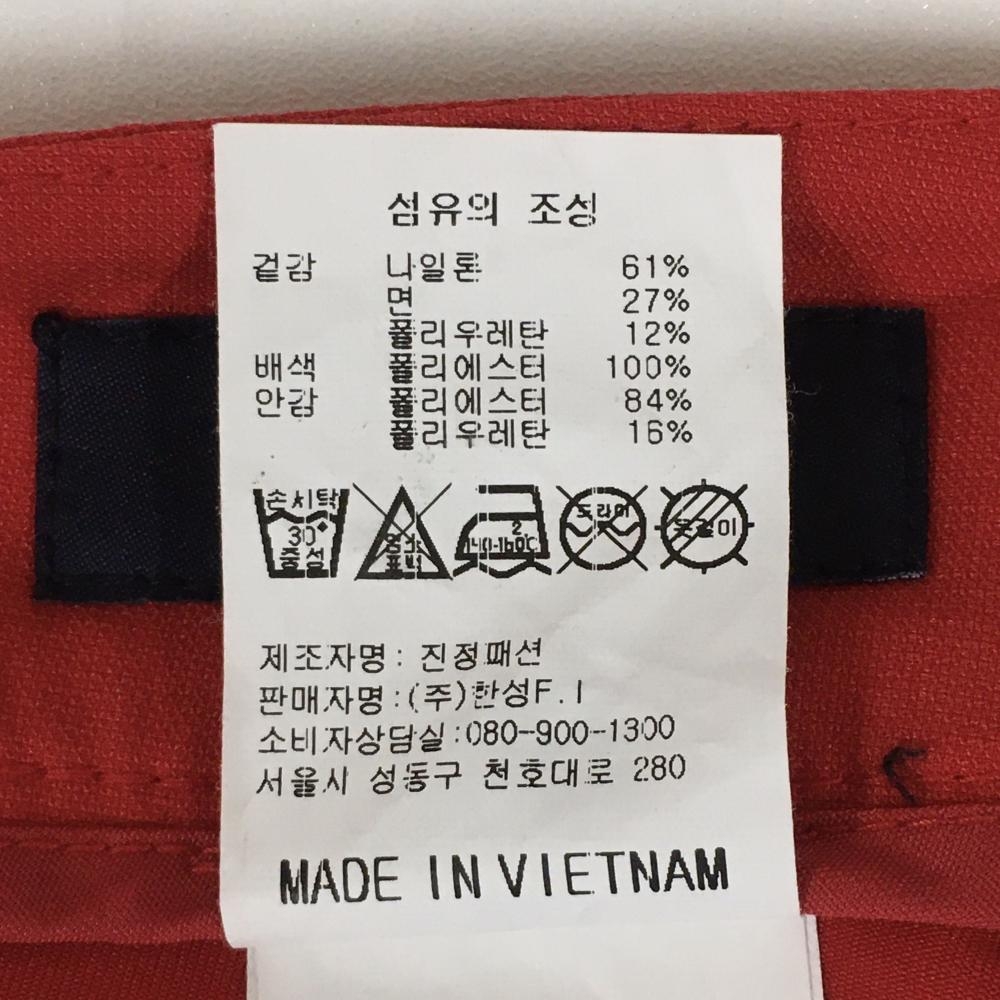 섬유의 조성
겉감 나일론 61%
면 27%
폴리우레탄 12%
배색 폴리에스터 100%
안감 폴리에스터 84%
폴리우레탄 16%
손세탁
30°
중성
염소
표백
2.
140-160℃
드라이
옷걸이
제조자명: 진정패션
판매자명:(주)한성F.I
소비자상담실:080-900-1300
서울시 성동구 천호대로 280
MADE IN VIETNAM